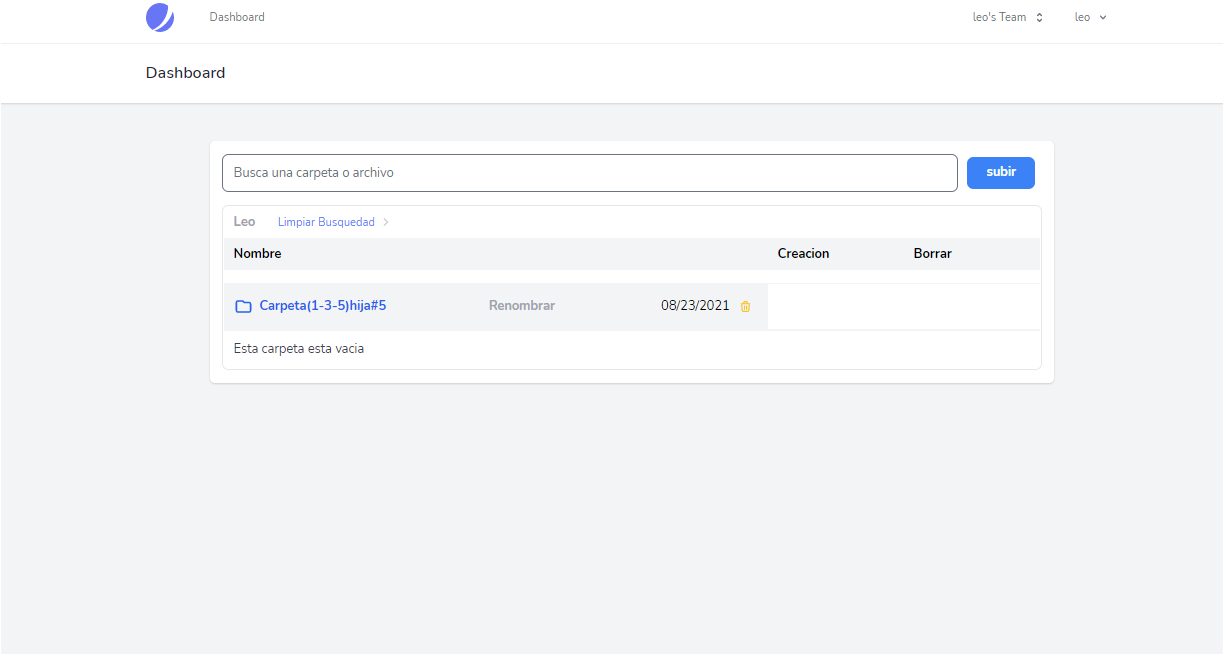 Dashboard leo's Team leo
Dashboard
Busca una carpeta o archivo subir
Leo Limpiar Busquedad
Nombre Creacion Borrar
Carpeta(1-3-5)hija#5 Renombrar 08/23/2021
Esta carpeta esta vacia